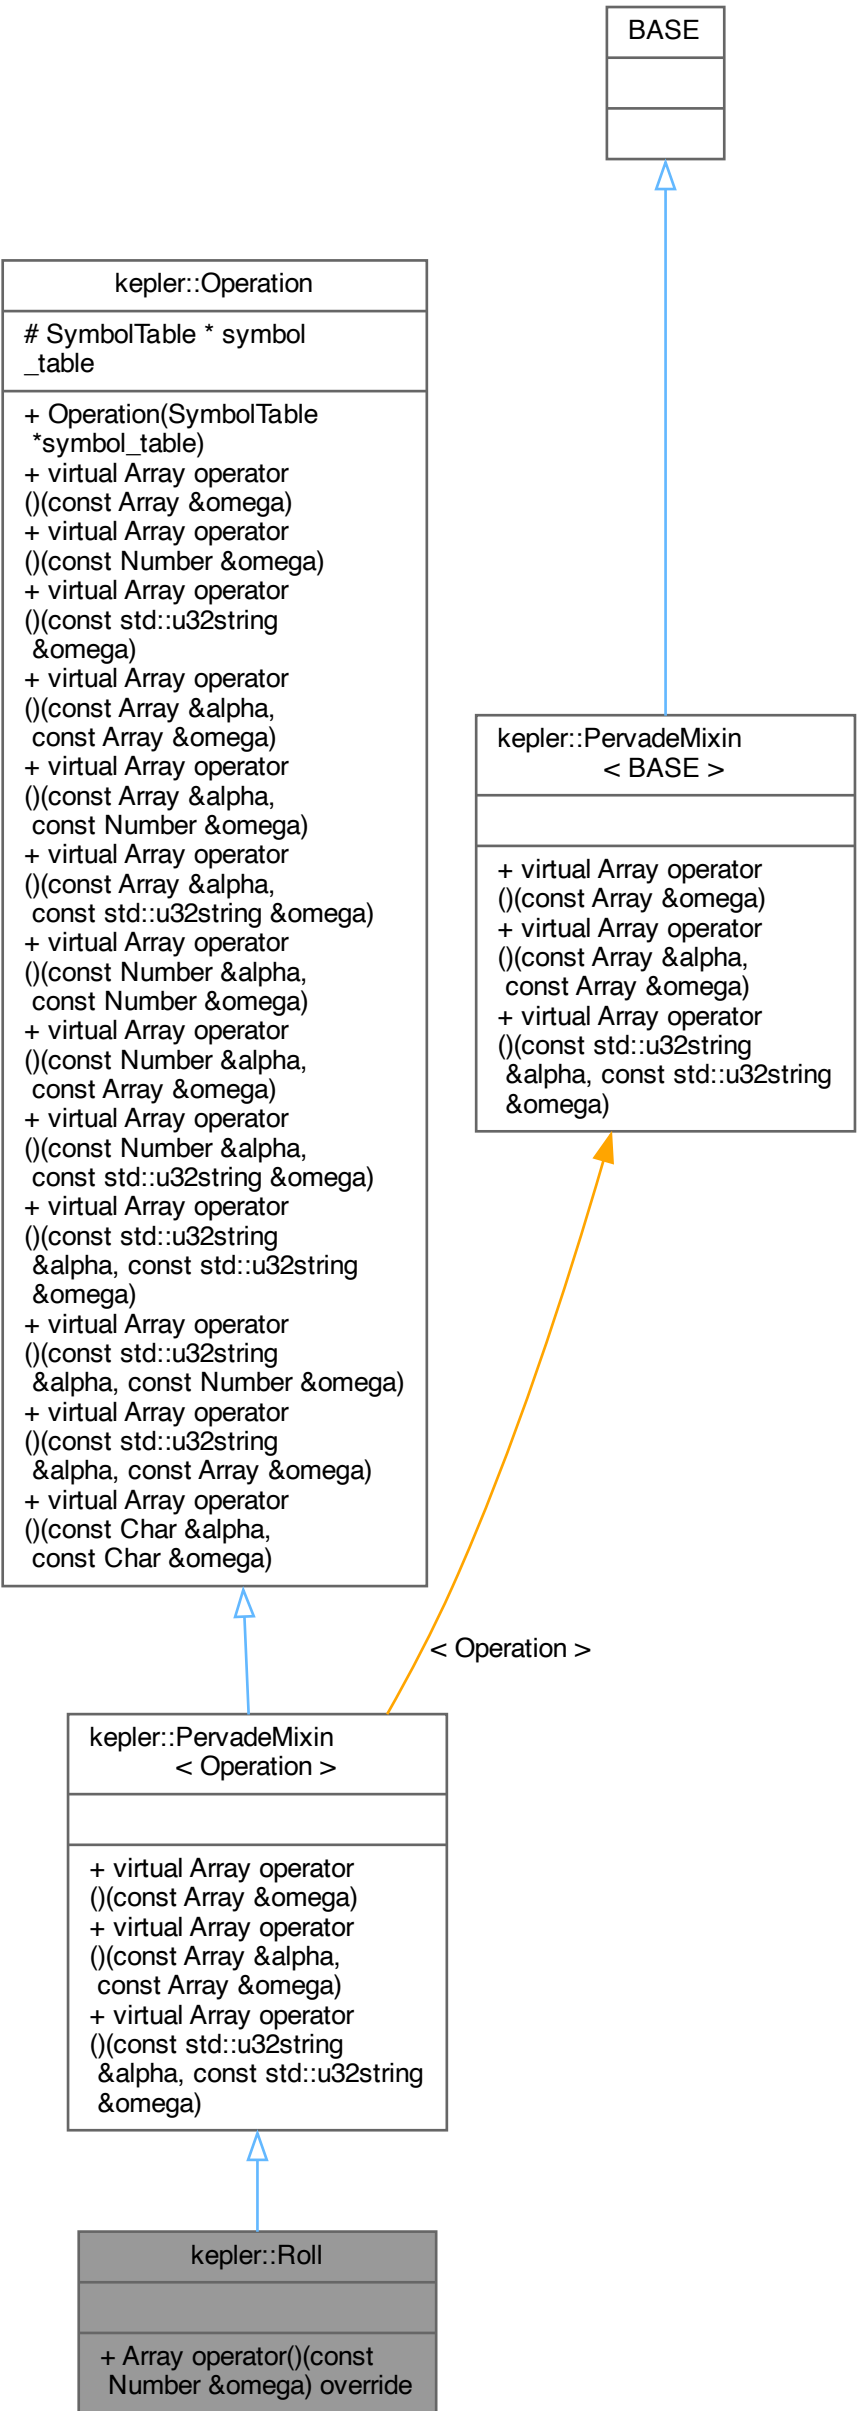 BASE
kepler::Operation
# SymbolTable * symbol
_table
+ Operation(SymbolTable
*symbol_table)
+ virtual Array operator
()(const Array &omega)
+ virtual Array operator
()(const Number &omega)
+ virtual Array operator
()(const std::u32string
&omega)
+ virtual Array operator
()(const Array &alpha,
const Array &omega)
+ virtual Array operator
()(const Array &alpha,
const Number &omega)
+ virtual Array operator
()(const Array &alpha,
const std::u32string &omega)
+ virtual Array operator
()(const Number &alpha,
const Number &omega)
+ virtual Array operator
()(const Number &alpha,
const Array &omega)
+ virtual Array operator
()(const Number &alpha,
const std::u32string &omega)
+ virtual Array operator
()(const std::u32string
&alpha, const std::u32string
&omega)
+ virtual Array operator
()(const std::u32string
&alpha, const Number &omega)
+ virtual Array operator
()(const std::u32string
&alpha, const Array &omega)
+ virtual Array operator
()(const Char &alpha,
const Char &omega)
kepler::PervadeMixin
< BASE >
+ virtual Array operator
()(const Array &omega)
+ virtual Array operator
()(const Array &alpha,
const Array &omega)
+ virtual Array operator
()(const std::u32string
&alpha, const std::u32string
&omega)
< Operation >
kepler::PervadeMixin
< Operation >
+ virtual Array operator
()(const Array &omega)
+ virtual Array operator
()(const Array &alpha,
const Array &omega)
+ virtual Array operator
()(const std::u32string
&alpha, const std::u32string
&omega)
kepler::Roll
+ Array operator()(const
Number &omega) override